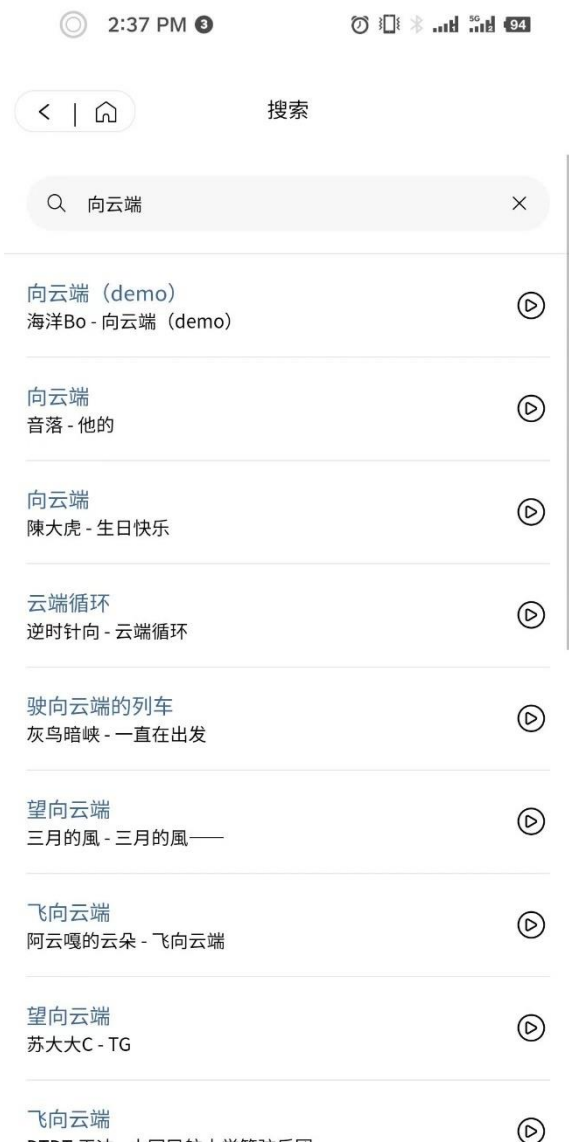 2:37 PM 3
5G 94
搜索
向云端
向云端（demo）
海洋Bo - 向云端（demo）
向云端
音落 - 他的
向云端
陳大虎 - 生日快乐
云端循环
逆时针向 - 云端循环
驶向云端的列车
灰鸟暗峡 - 一直在出发
望向云端
三月的風 - 三月的風——
飞向云端
阿云嘎的云朵 - 飞向云端
望向云端
苏大大C - TG
飞向云端